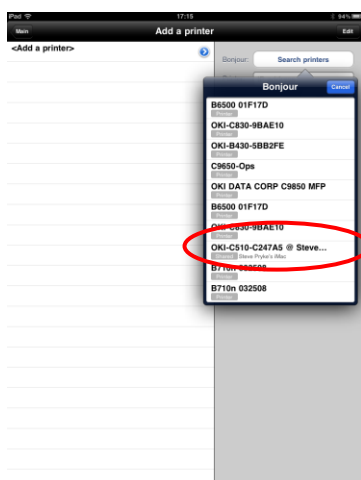 iPad 17:15 54%
Main Add a printer Edit
<Add a printer>
Bonjour: Search printers
Bonjour Cancel
B6500 01F17D
Printer
OKI-C830-9BAE10
Printer
OKI-B430-5BB2FE
Printer
C9650-Ops
Printer
OKI DATA CORP C9850 MFP
Printer
B6500 01F17D
Printer
OKI-C830-9BAE10
Printer
OKI-C510-C247A5 @ Steve...
Steve Pryke's iMac
B710n 032508
Printer
B710n 032508
Printer